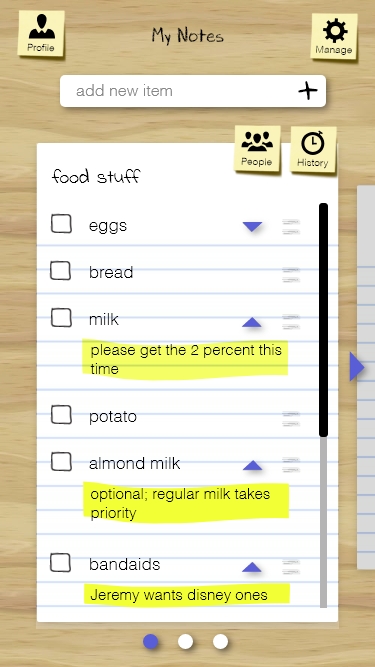 Profile
My Notes
Manage
add new item
People
History
food stuff
eggs
bread
milk
please get the 2 percent this
time
potato
almond milk
optional; regular milk takes
priority
bandaids
Jeremy wants disney ones